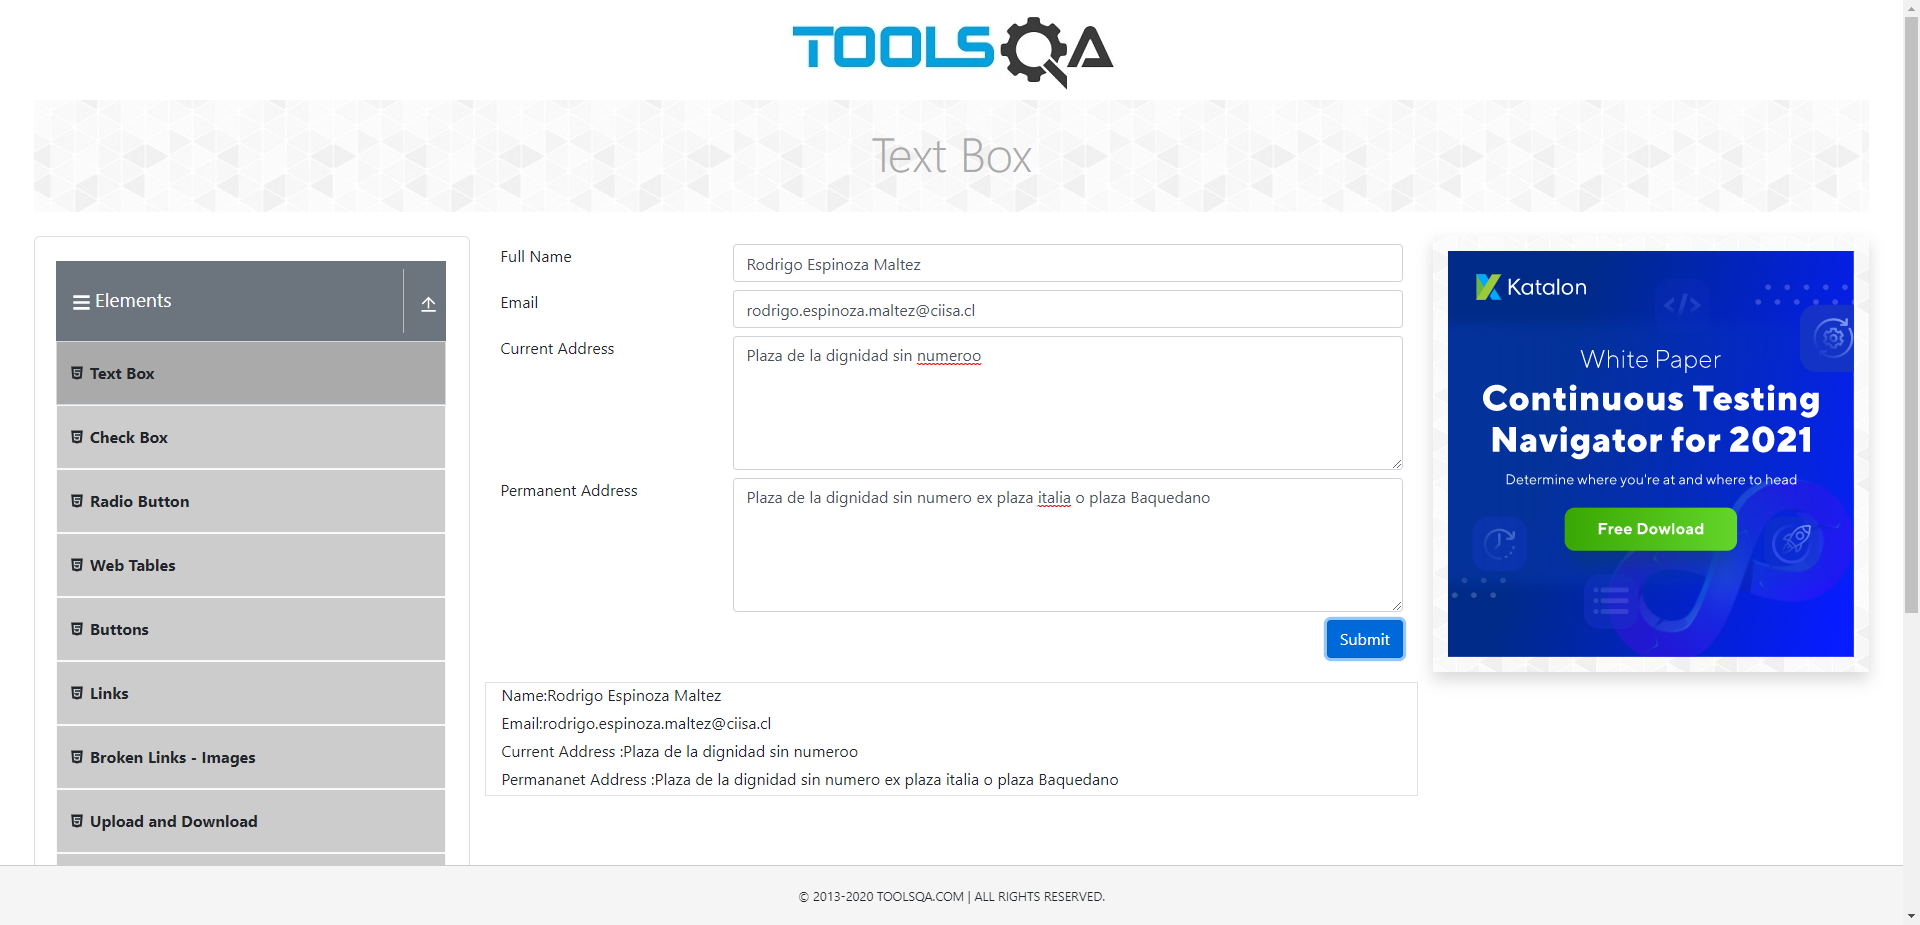 TOOLSQA
Text Box
Elements
Text Box
Check Box
Radio Button
Web Tables
Buttons
Links
Broken Links - Images
Upload and Download
Full Name
Rodrigo Espinoza Maltez
Email
rodrigo.espinoza.maltez@ciisa.cl
Current Address
Plaza de la dignidad sin numeroo
Permanent Address
Plaza de la dignidad sin numero ex plaza italia o plaza Baquedano
Submit
Name:Rodrigo Espinoza Maltez
Email:rodrigo.espinoza.maltez@ciisa.cl
Current Address :Plaza de la dignidad sin numeroo
Permananet Address :Plaza de la dignidad sin numero ex plaza italia o plaza Baquedano
Katalon
White Paper
Continuous Testing
Navigator for 2021
Determine where you're at and where to head
Free Dowload
© 2013-2020 TOOLSQA.COM | ALL RIGHTS RESERVED.